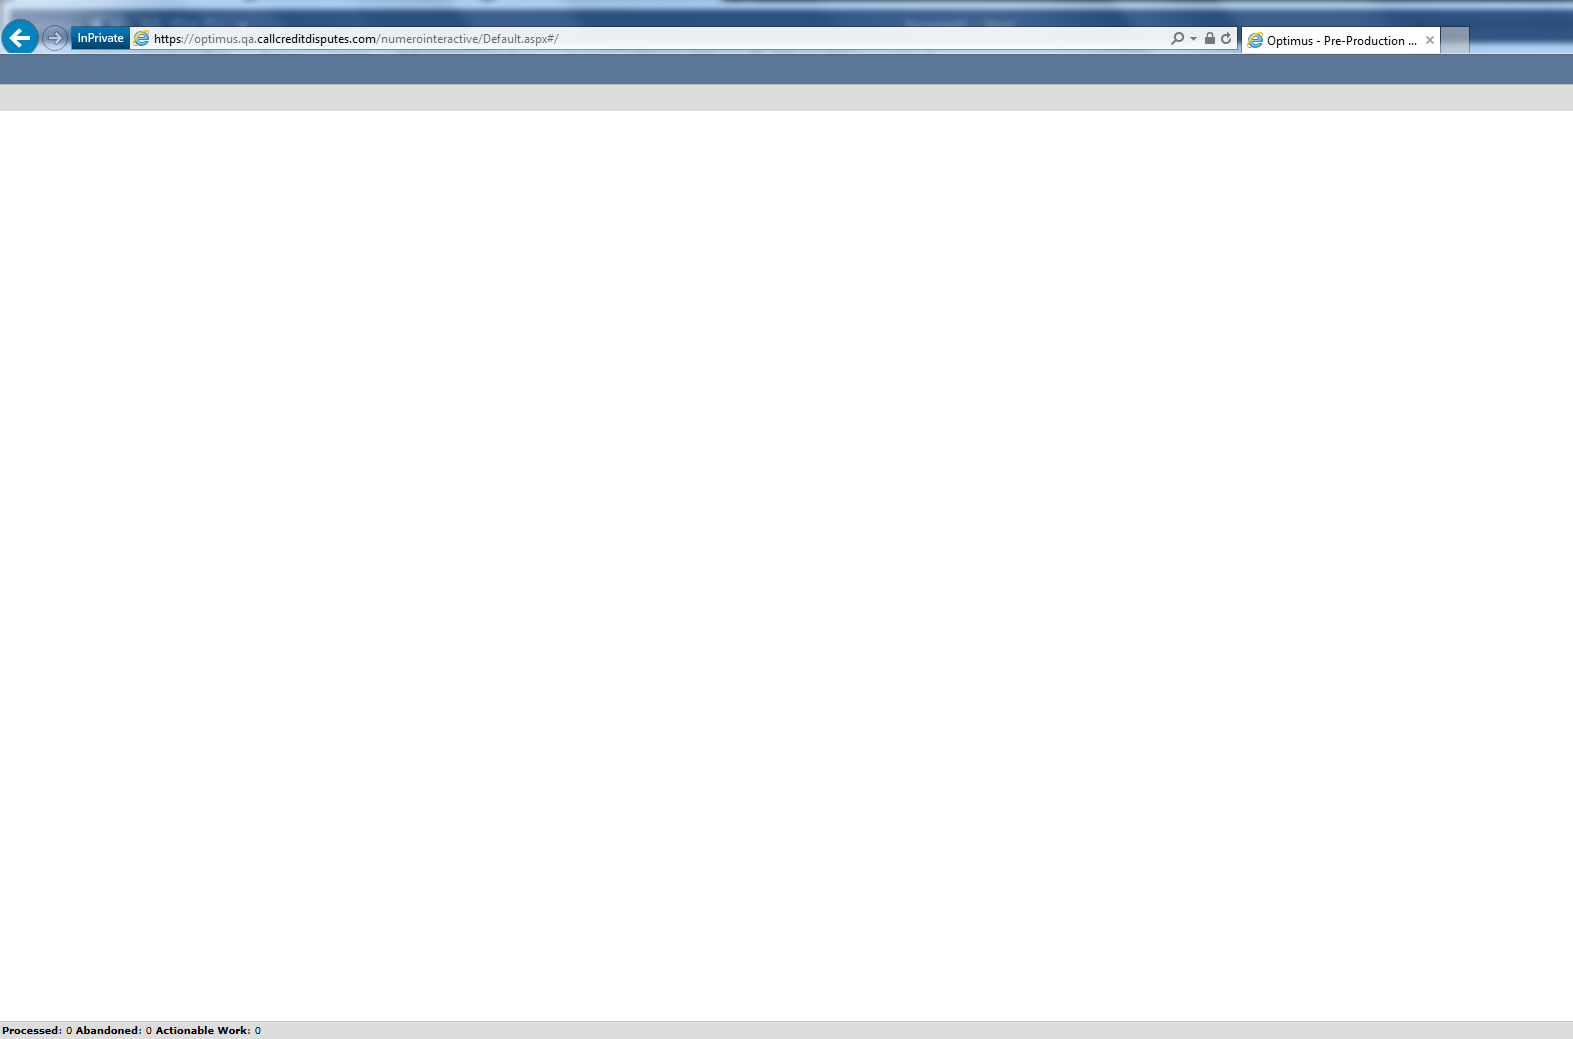 InPrivate https://optimus.qa.callcreditdisputes.com/numerointeractive/Default.aspx#/ Optimus - Pre-Production ...
Processed: 0 Abandoned: 0 Actionable Work: 0